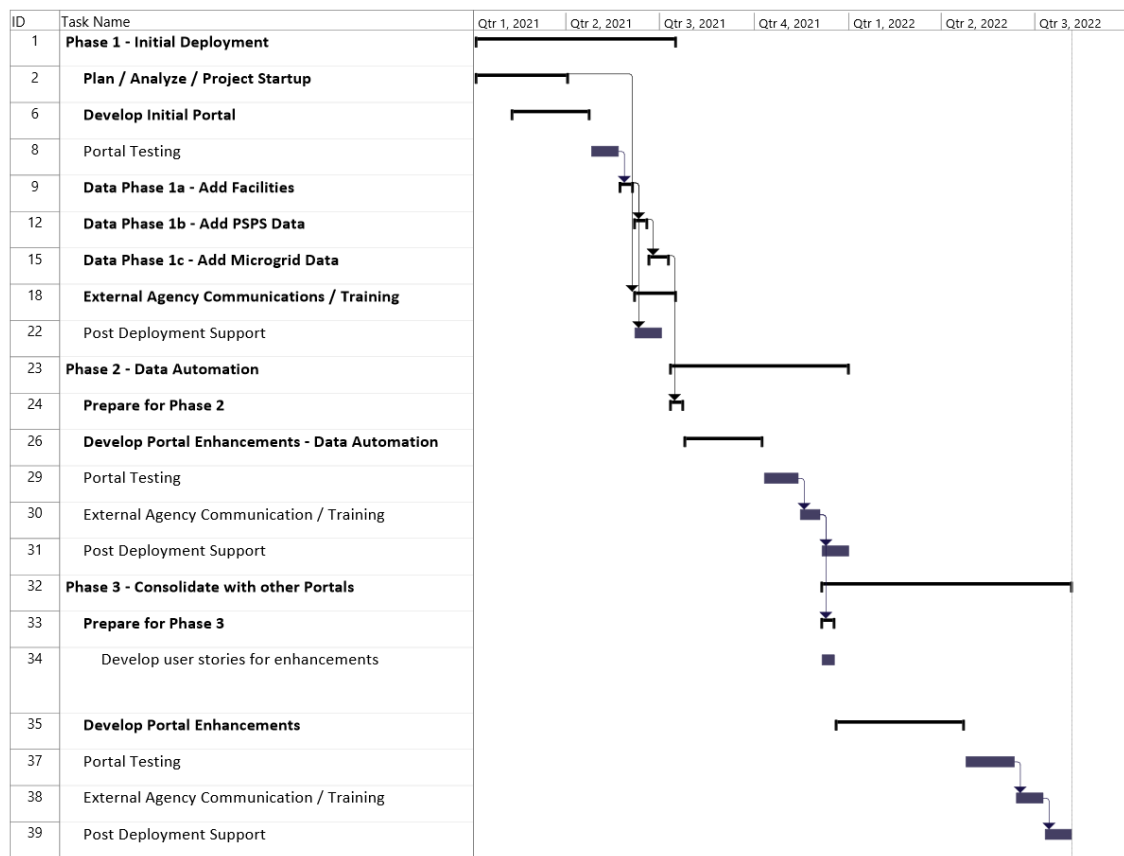 ID Task Name Qtr 1, 2021 Qtr 2, 2021 Qtr 3, 2021 Qtr 4, 2021 Qtr 1, 2022 Qtr 2, 2022 Qtr 3, 2022
1 Phase 1 - Initial Deployment
2 Plan / Analyze / Project Startup
6 Develop Initial Portal
8 Portal Testing
9 Data Phase 1a - Add Facilities
12 Data Phase 1b - Add PSPS Data
15 Data Phase 1c - Add Microgrid Data
18 External Agency Communications / Training
22 Post Deployment Support
23 Phase 2 - Data Automation
24 Prepare for Phase 2
26 Develop Portal Enhancements - Data Automation
29 Portal Testing
30 External Agency Communication / Training
31 Post Deployment Support
32 Phase 3 - Consolidate with other Portals
33 Prepare for Phase 3
34 Develop user stories for enhancements
35 Develop Portal Enhancements
37 Portal Testing
38 External Agency Communication / Training
39 Post Deployment Support